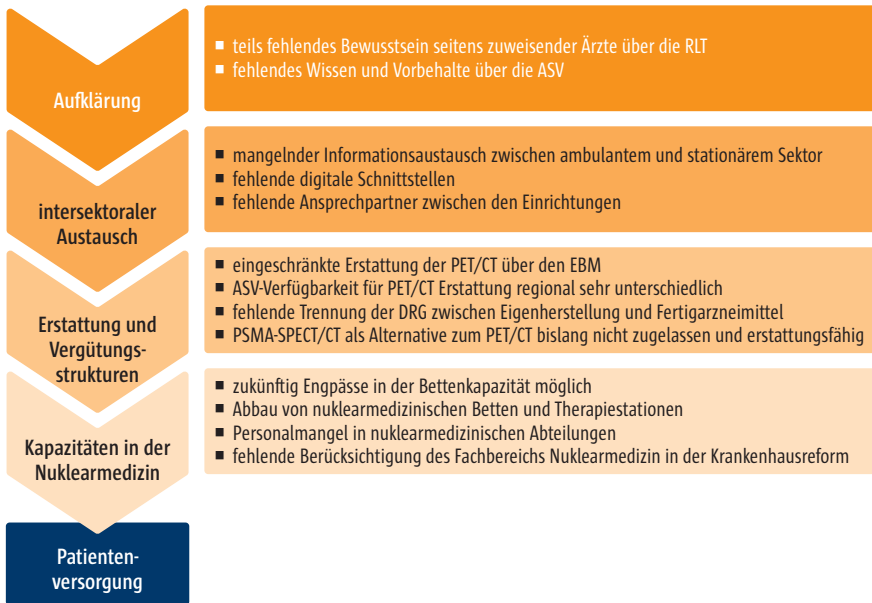 Aufklärung
■ teils fehlendes Bewusstsein seitens zuweisender Ärzte über die RLT
■ fehlendes Wissen und Vorbehalte über die ASV
intersektoraler
Austausch
■ mangelnder Informationsaustausch zwischen ambulantem und stationärem Sektor
■ fehlende digitale Schnittstellen
■ fehlende Ansprechpartner zwischen den Einrichtungen
Erstattung und
Vergütungs-
strukturen
■ eingeschränkte Erstattung der PET/CT über den EBM
■ ASV-Verfügbarkeit für PET/CT Erstattung regional sehr unterschiedlich
■ fehlende Trennung der DRG zwischen Eigenherstellung und Fertigarzneimittel
■ PSMA-SPECT/CT als Alternative zum PET/CT bislang nicht zugelassen und erstattungsfähig
Kapazitäten in der
Nuklearmedizin
■ zukünftig Engpässe in der Bettenkapazität möglich
■ Abbau von nuklearmedizinischen Betten und Therapiestationen
■ Personalmangel in nuklearmedizinischen Abteilungen
■ fehlende Berücksichtigung des Fachbereichs Nuklearmedizin in der Krankenhausreform
Patienten-
versorgung